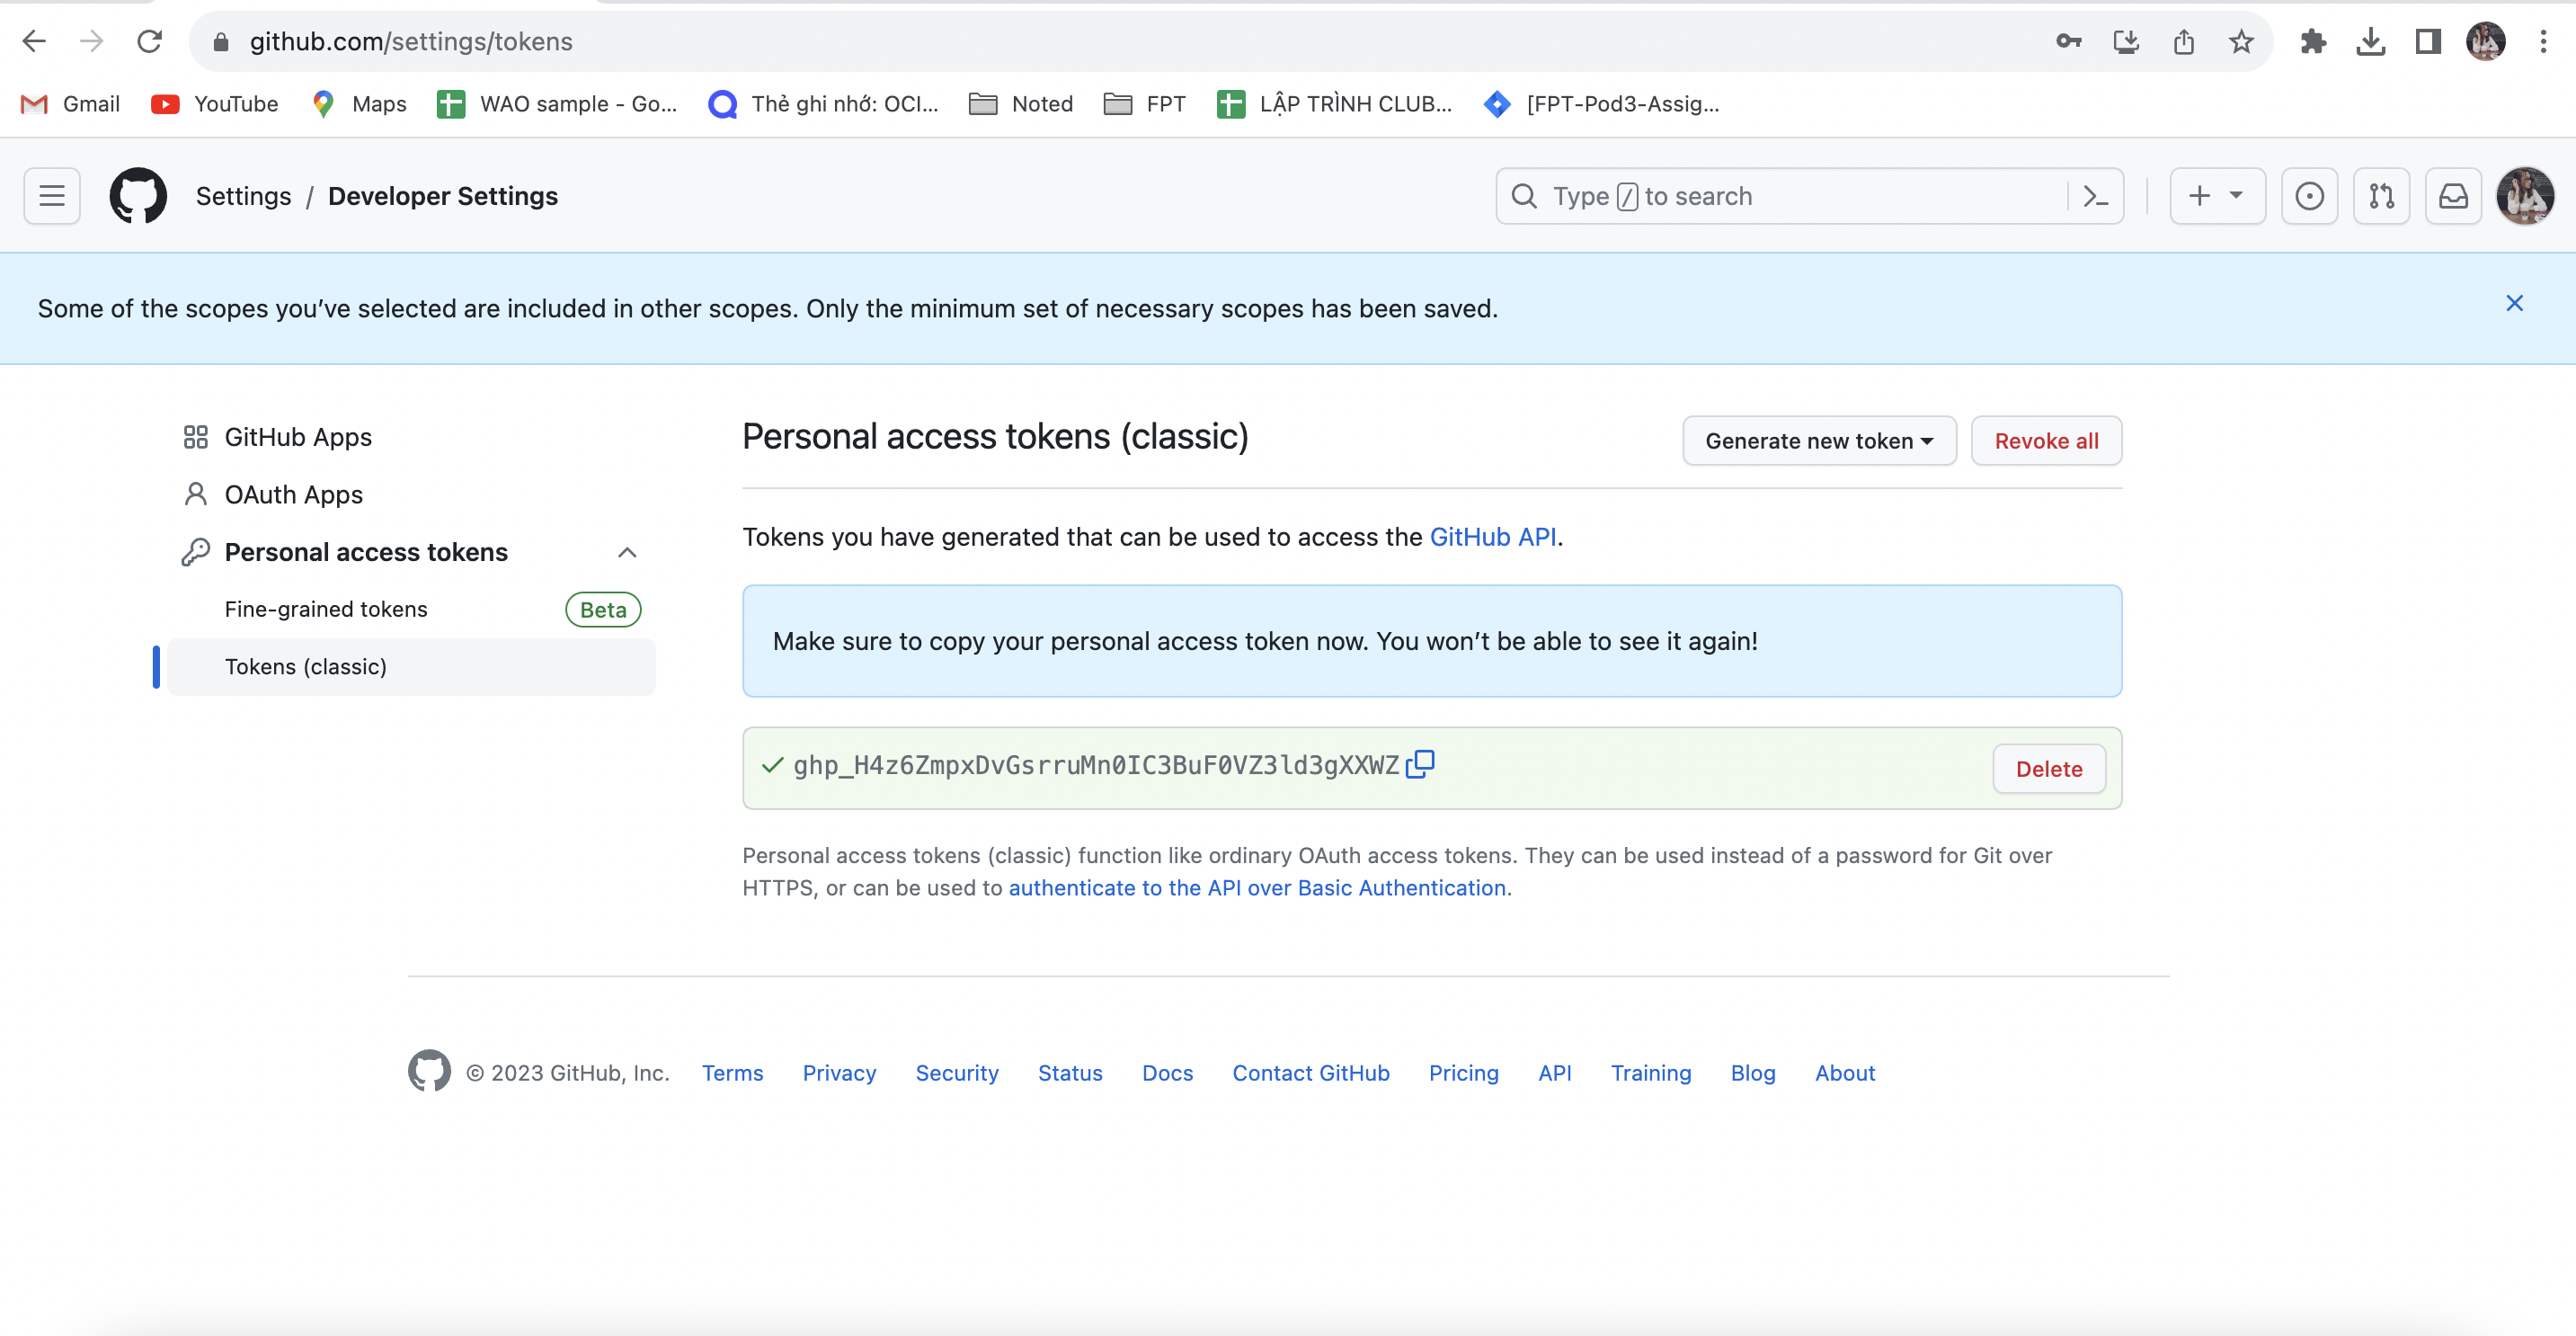 github.com/settings/tokens
Gmail YouTube Maps WAO sample - Go... Thẻ ghi nhớ: OCI... Noted FPT LẬP TRÌNH CLUB... [FPT-Pod3-Assig...
Settings / Developer Settings Type / to search
Some of the scopes you’ve selected are included in other scopes. Only the minimum set of necessary scopes has been saved.
GitHub Apps
OAuth Apps
Personal access tokens
Fine-grained tokens Beta
Tokens (classic)
Personal access tokens (classic) Generate new token Revoke all
Tokens you have generated that can be used to access the GitHub API.
Make sure to copy your personal access token now. You won’t be able to see it again!
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 Delete
Personal access tokens (classic) function like ordinary OAuth access tokens. They can be used instead of a password for Git over
HTTPS, or can be used to authenticate to the API over Basic Authentication.
© 2023 GitHub, Inc. Terms Privacy Security Status Docs Contact GitHub Pricing API Training Blog About